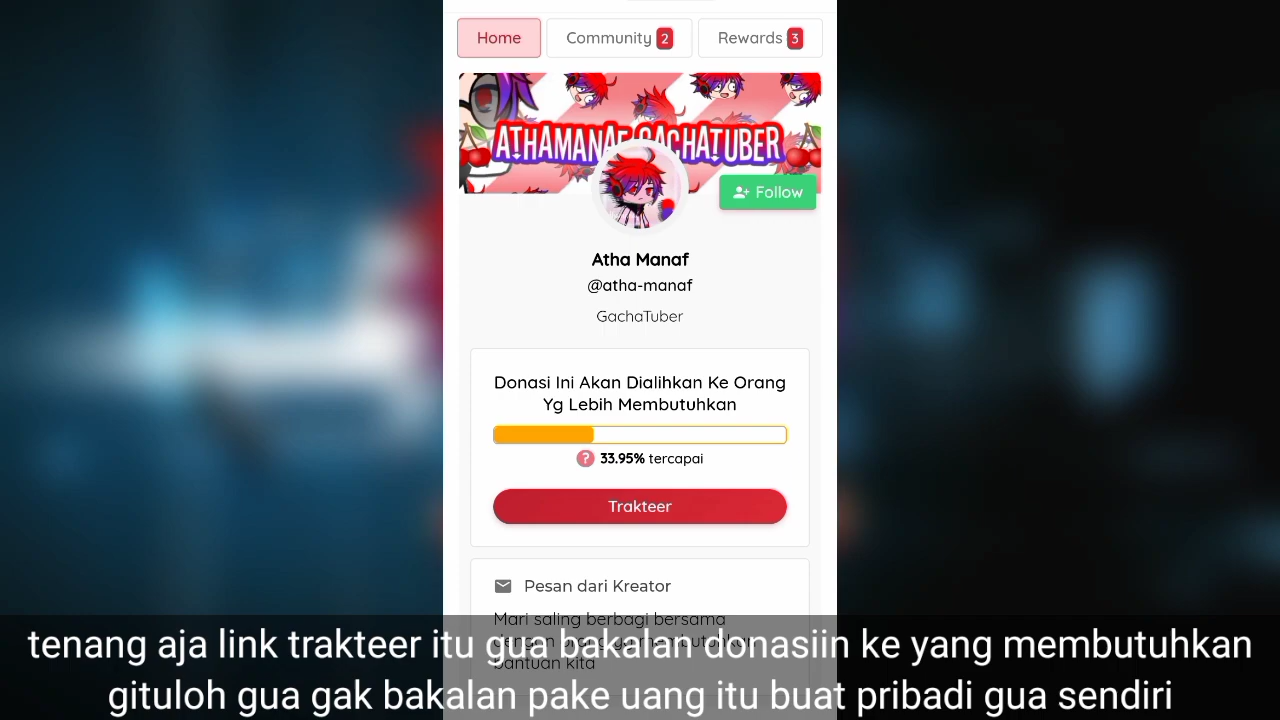 Home Community 2 Rewards 3
ATHAMANAF GACHATUBER
Follow
Atha Manaf
@atha-manaf
GachaTuber
Donasi Ini Akan Dialihkan Ke Orang
Yg Lebih Membutuhkan
? 33.95% tercapai
Trakteer
Pesan dari Kreator
Mari saling berbagi bersama
bantuan kita
tenang aja link trakteer itu gua bakalan donasiin ke yang membutuhkan
gituloh gua gak bakalan pake uang itu buat pribadi gua sendiri